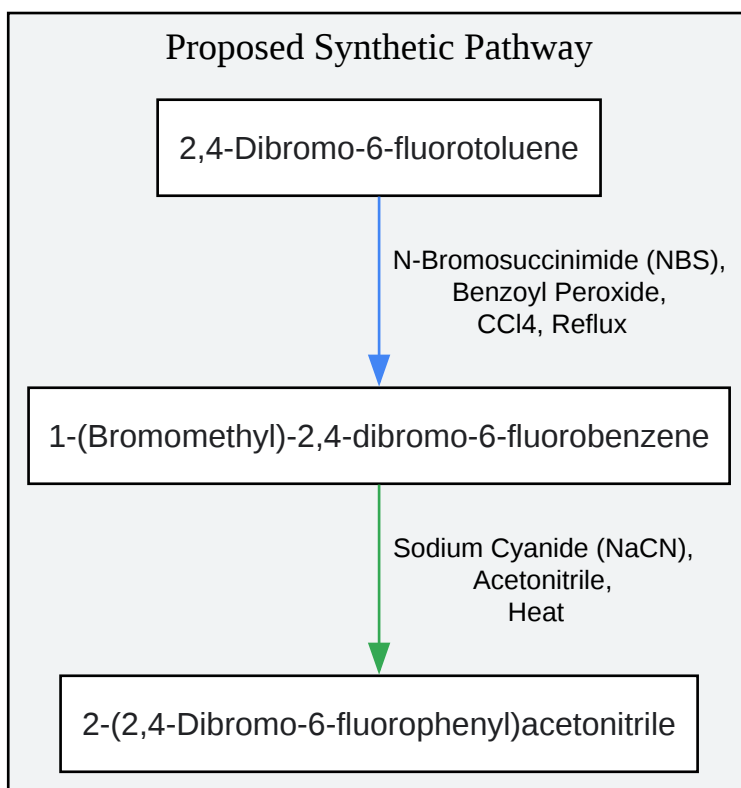 Proposed Synthetic Pathway
2,4-Dibromo-6-fluorotoluene
N-Bromosuccinimide (NBS),
Benzoyl Peroxide,
CCl4, Reflux
1-(Bromomethyl)-2,4-dibromo-6-fluorobenzene
Sodium Cyanide (NaCN),
Acetonitrile,
Heat
2-(2,4-Dibromo-6-fluorophenyl)acetonitrile